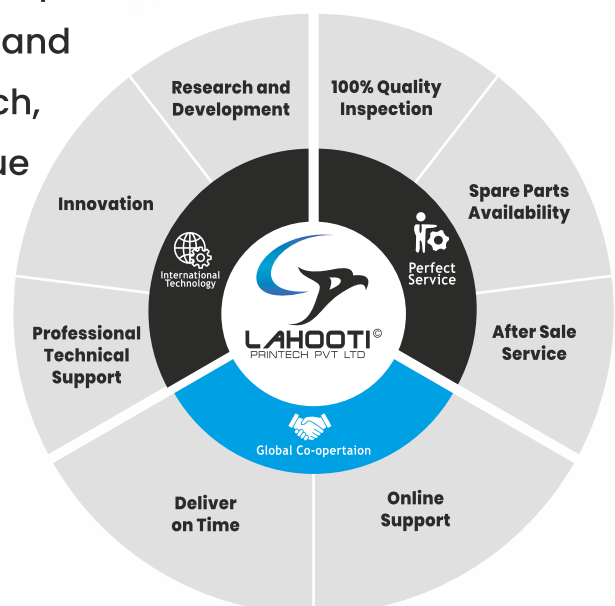 and
ch,
ue
Research and
Development
100% Quality
Inspection
Innovation
Spare Parts
Availability
International
Technology
Perfect
Service
LAHOOTI©
PRINTECH PVT LTD
Professional
Technical
Support
After Sale
Service
Global Co-opertaion
Deliver
on Time
Online
Support